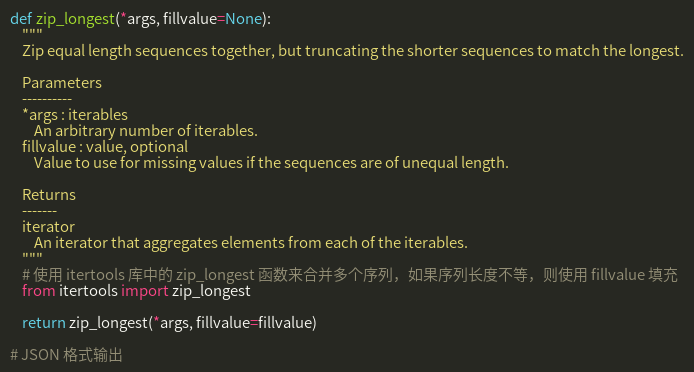 def zip_longest(*args, fillvalue=None):
"""
Zip equal length sequences together, but truncating the shorter sequences to match the longest.
Parameters
----------
*args : iterables
An arbitrary number of iterables.
fillvalue : value, optional
Value to use for missing values if the sequences are of unequal length.
Returns
-------
iterator
An iterator that aggregates elements from each of the iterables.
"""
# 使用 itertools 库中的 zip_longest 函数来合并多个序列，如果序列长度不等，则使用 fillvalue 填充
from itertools import zip_longest
return zip_longest(*args, fillvalue=fillvalue)
# JSON 格式输出